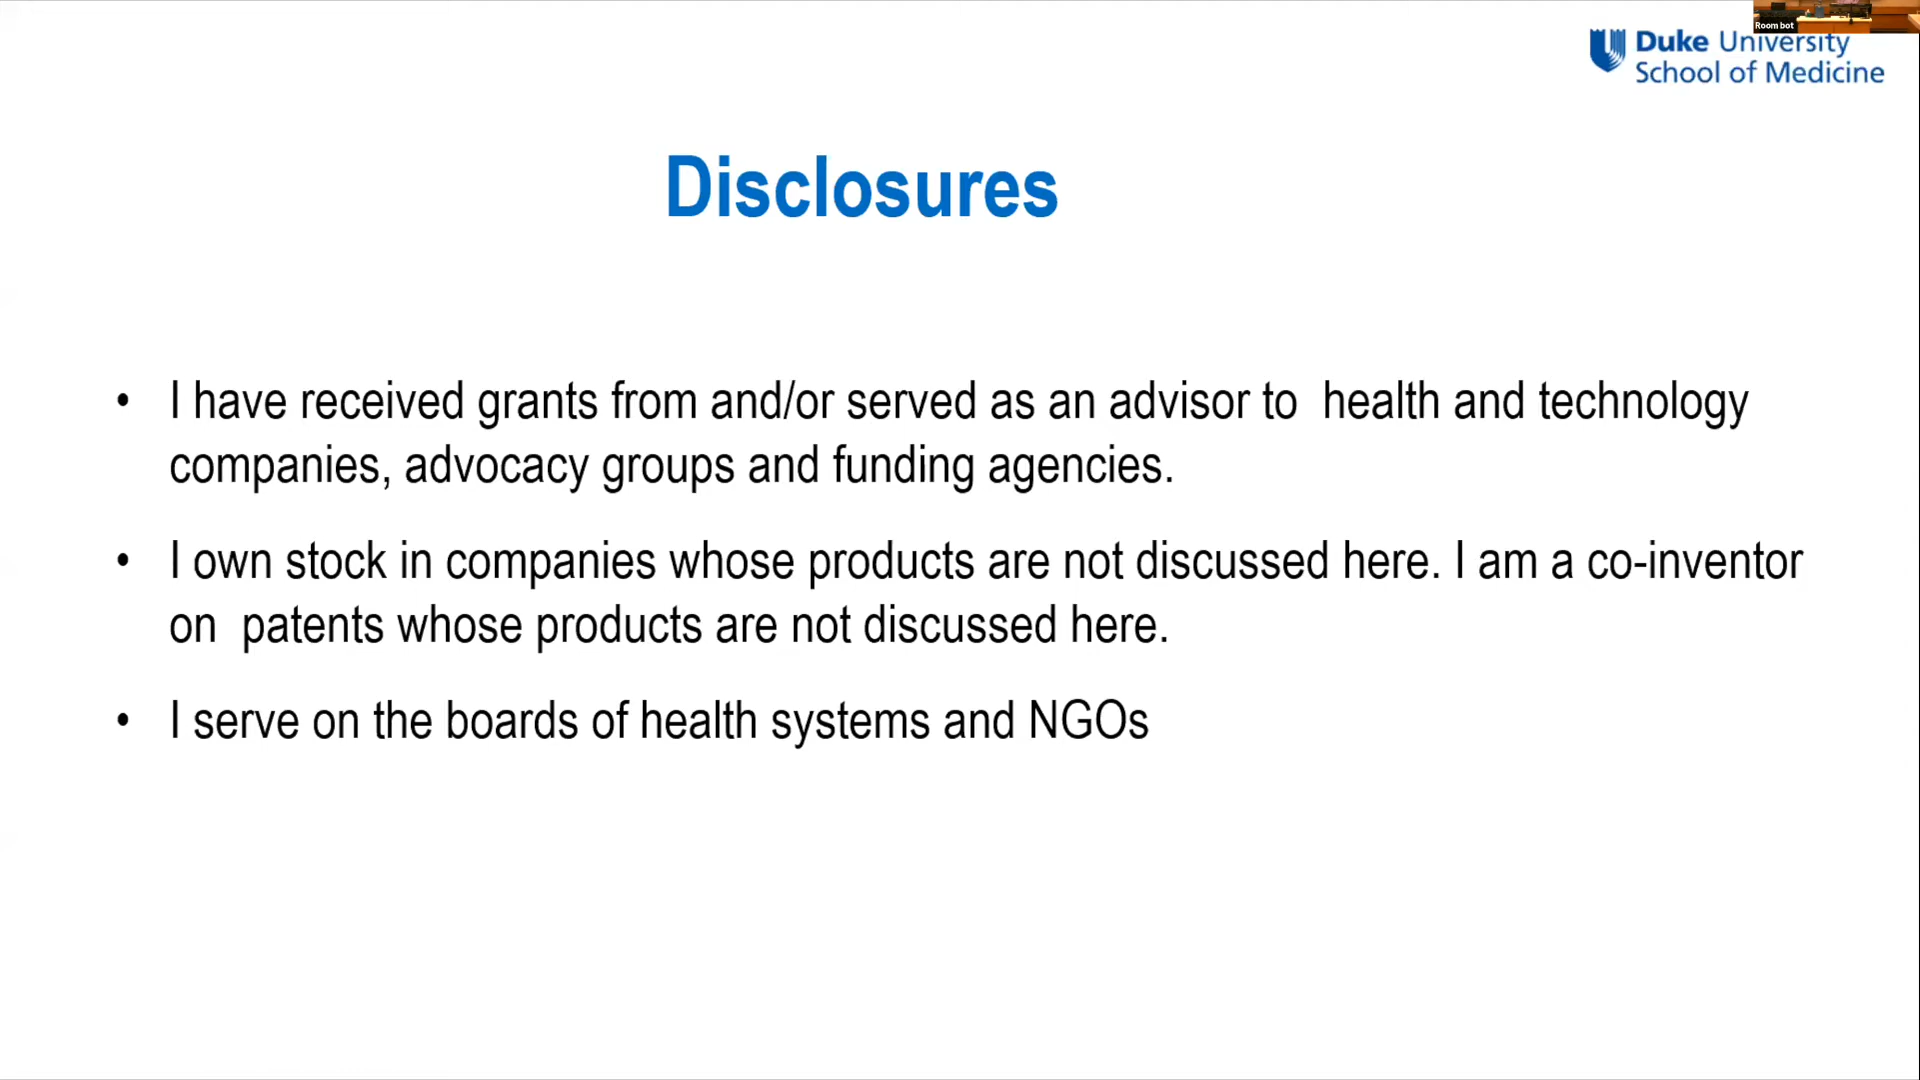 Room bot
Duke University
School of Medicine
Disclosures
• I have received grants from and/or served as an advisor to  health and technology
companies, advocacy groups and funding agencies.
• I own stock in companies whose products are not discussed here. I am a co-inventor
on  patents whose products are not discussed here.
• I serve on the boards of health systems and NGOs